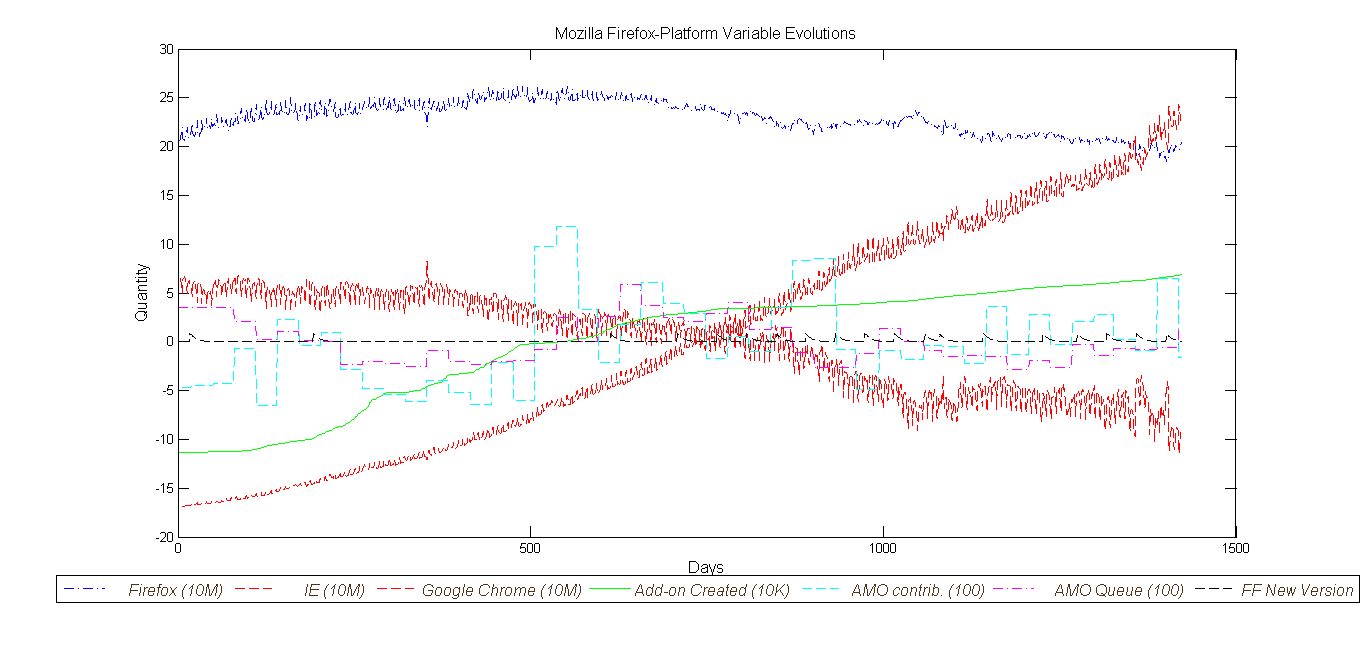 Mozilla Firefox-Platform Variable Evolutions
30
25
20
15
10
5
0
-5
-10
-15
-20
Quantity
0 500 1000 1500
Days
Firefox (10M) IE (10M) Google Chrome (10M) Add-on Created (10K) AMO contrib. (100) AMO Queue (100) FF New Version